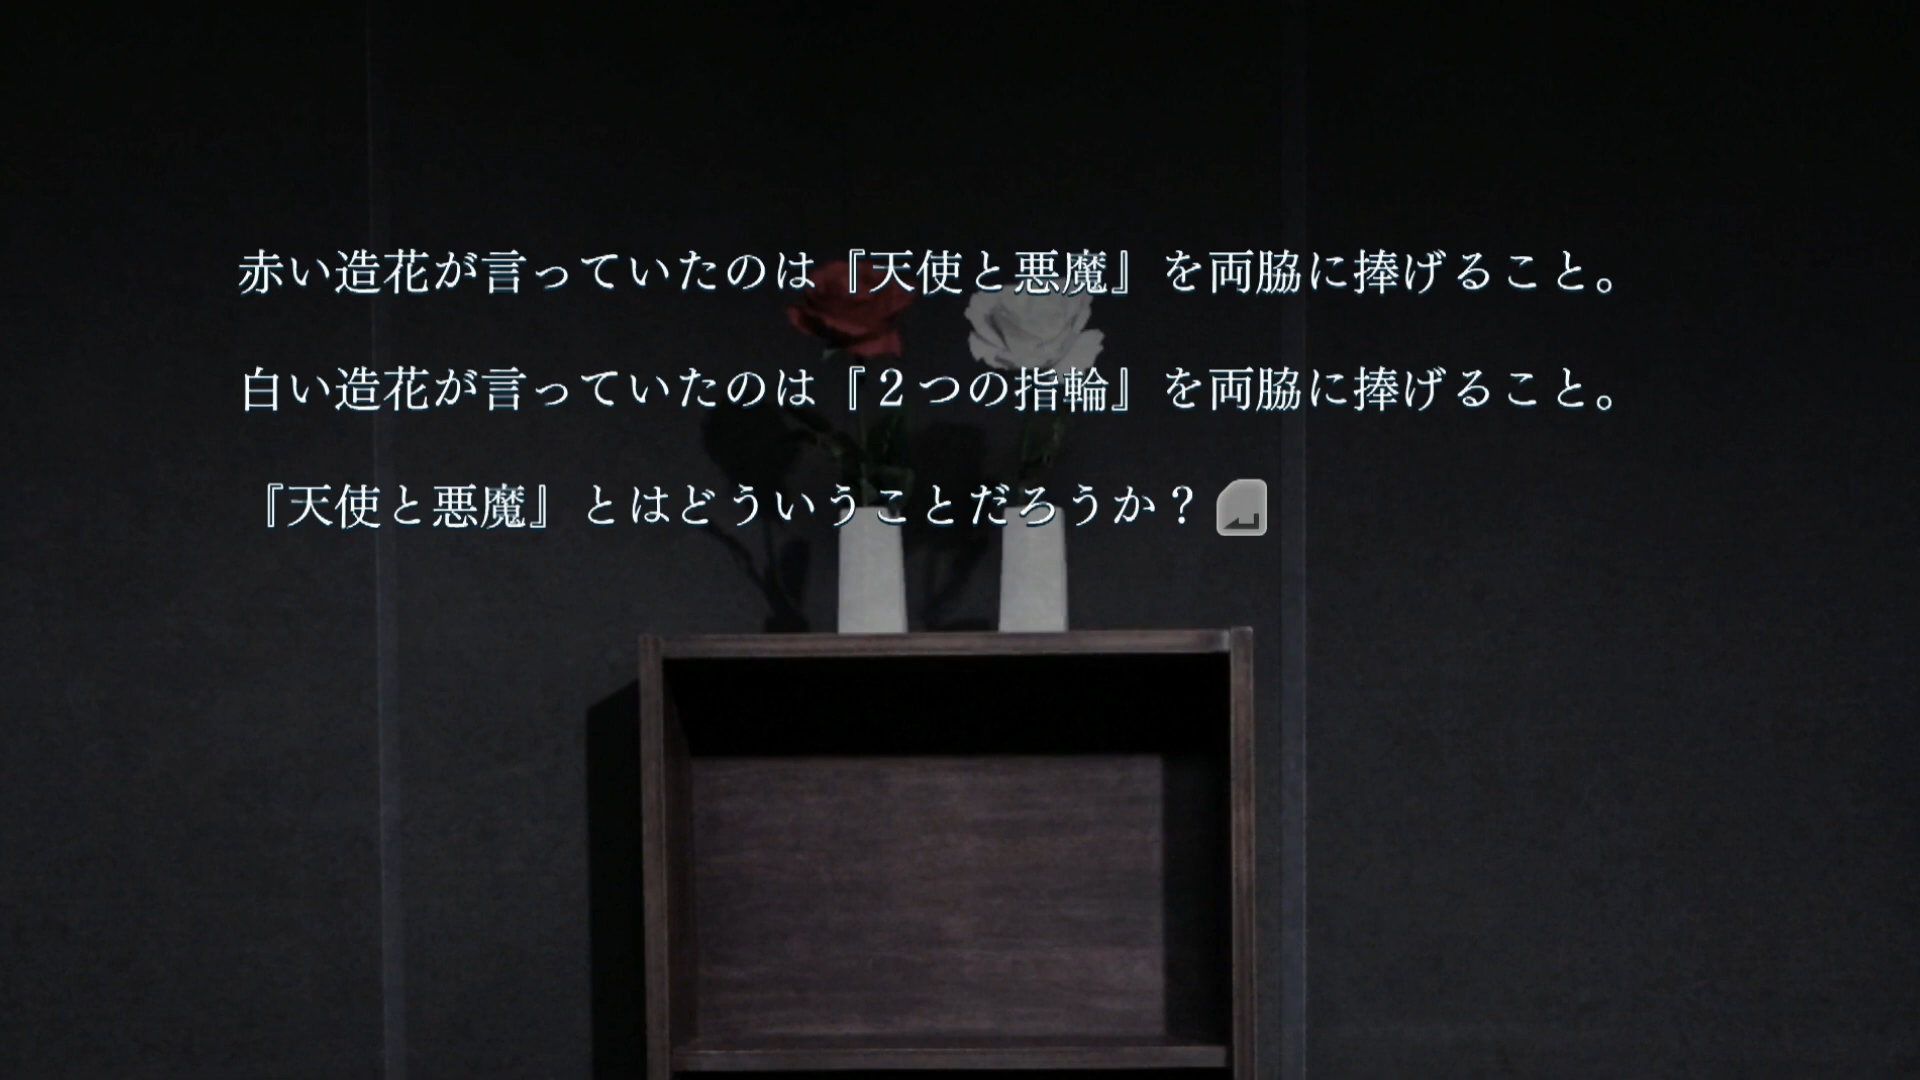 赤い造花が言っていたのは『天使と悪魔』を両脇に捧げること。
白い造花が言っていたのは『２つの指輪』を両脇に捧げること。
『天使と悪魔』とはどういうことだろうか？